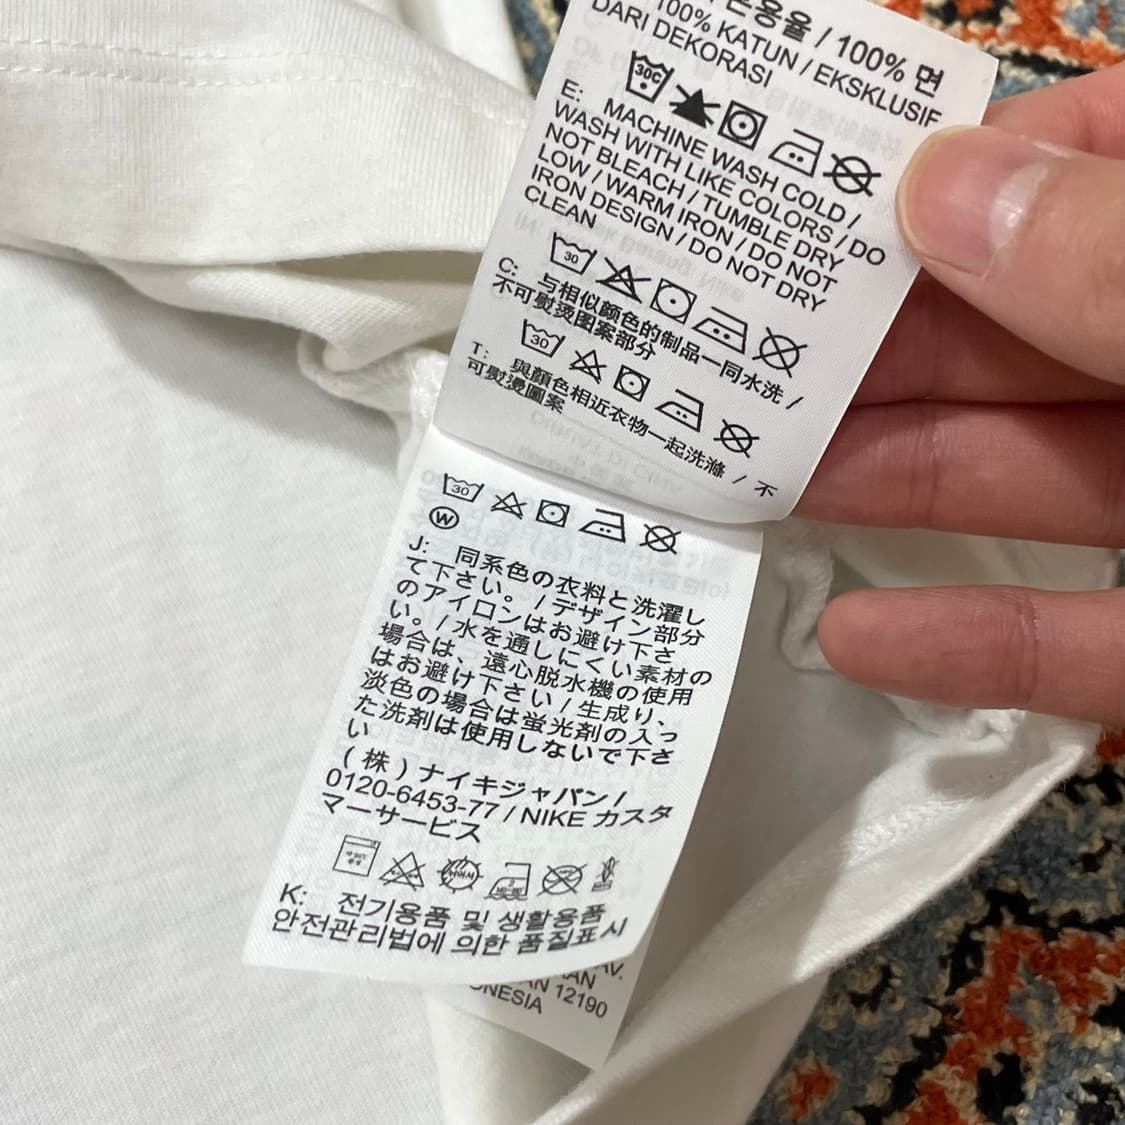 100% 면
100% KATUN / EKSKLUSIF
DARI DEKORASI
30C
E: MACHINE WASH COLD /
WASH WITH LIKE COLORS / DO
NOT BLEACH / TUMBLE DRY
LOW / WARM IRON / DO NOT
IRON DESIGN / DO NOT DRY
CLEAN
30
C: 与相似颜色的制品一同水洗 /
不可熨烫图案部分
30
T: 與顏色相近衣物一起洗滌 / 不
可熨燙圖案
30
W
J: 同系色の衣料と洗濯し
て下さい。/ デザイン部分
のアイロンはお避け下さ
い。/ 水を通しにくい素材の
場合は、遠心脱水機の使用
はお避け下さい / 生成り、
淡色の場合は蛍光剤の入っ
た洗剤は使用しないで下さ
い
(株) ナイキジャパン /
0120-6453-77 / NIKE カスタ
マーサービス
K: 전기용품 및 생활용품
안전관리법에 의한 품질표시
12190